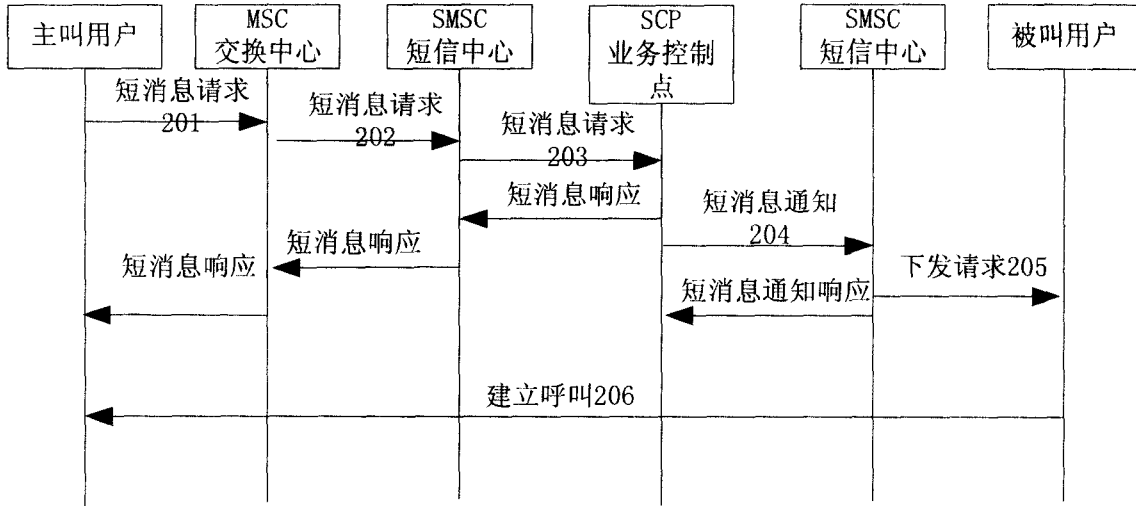 主叫用户
MSC
交换中心
SMSC
短信中心
SCP
业务控制
点
SMSC
短信中心
被叫用户
短消息请求
201
短消息请求
202
短消息请求
203
短消息响应
短消息通知
204
短消息响应
短消息响应
下发请求205
短消息通知响应
建立呼叫206